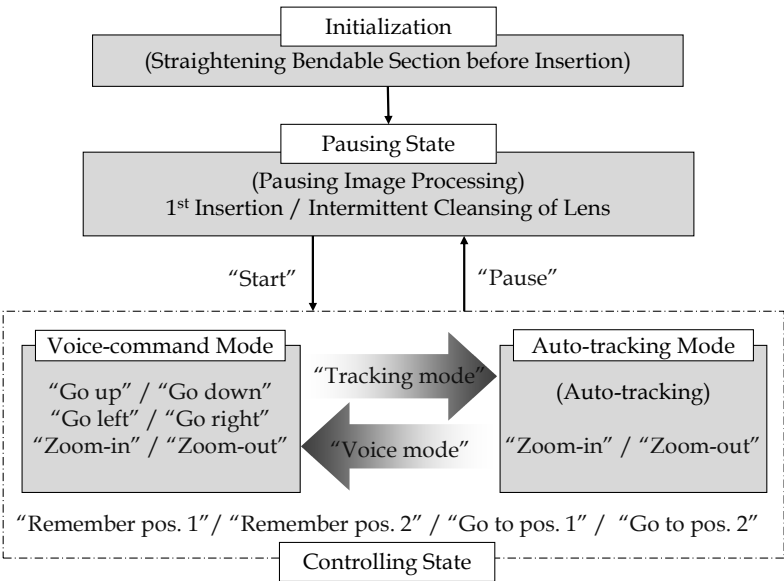 Initialization
(Straightening Bendable Section before Insertion)
Pausing State
(Pausing Image Processing)
1st Insertion / Intermittent Cleansing of Lens
“Start”
“Pause”
Voice-command Mode
“Go up” / “Go down”
“Go left” / “Go right”
“Zoom-in” / “Zoom-out”
“Tracking mode”
“Voice mode”
Auto-tracking Mode
(Auto-tracking)
“Zoom-in” / “Zoom-out”
“Remember pos. 1”/ “Remember pos. 2” / “Go to pos. 1” / “Go to pos. 2”
Controlling State